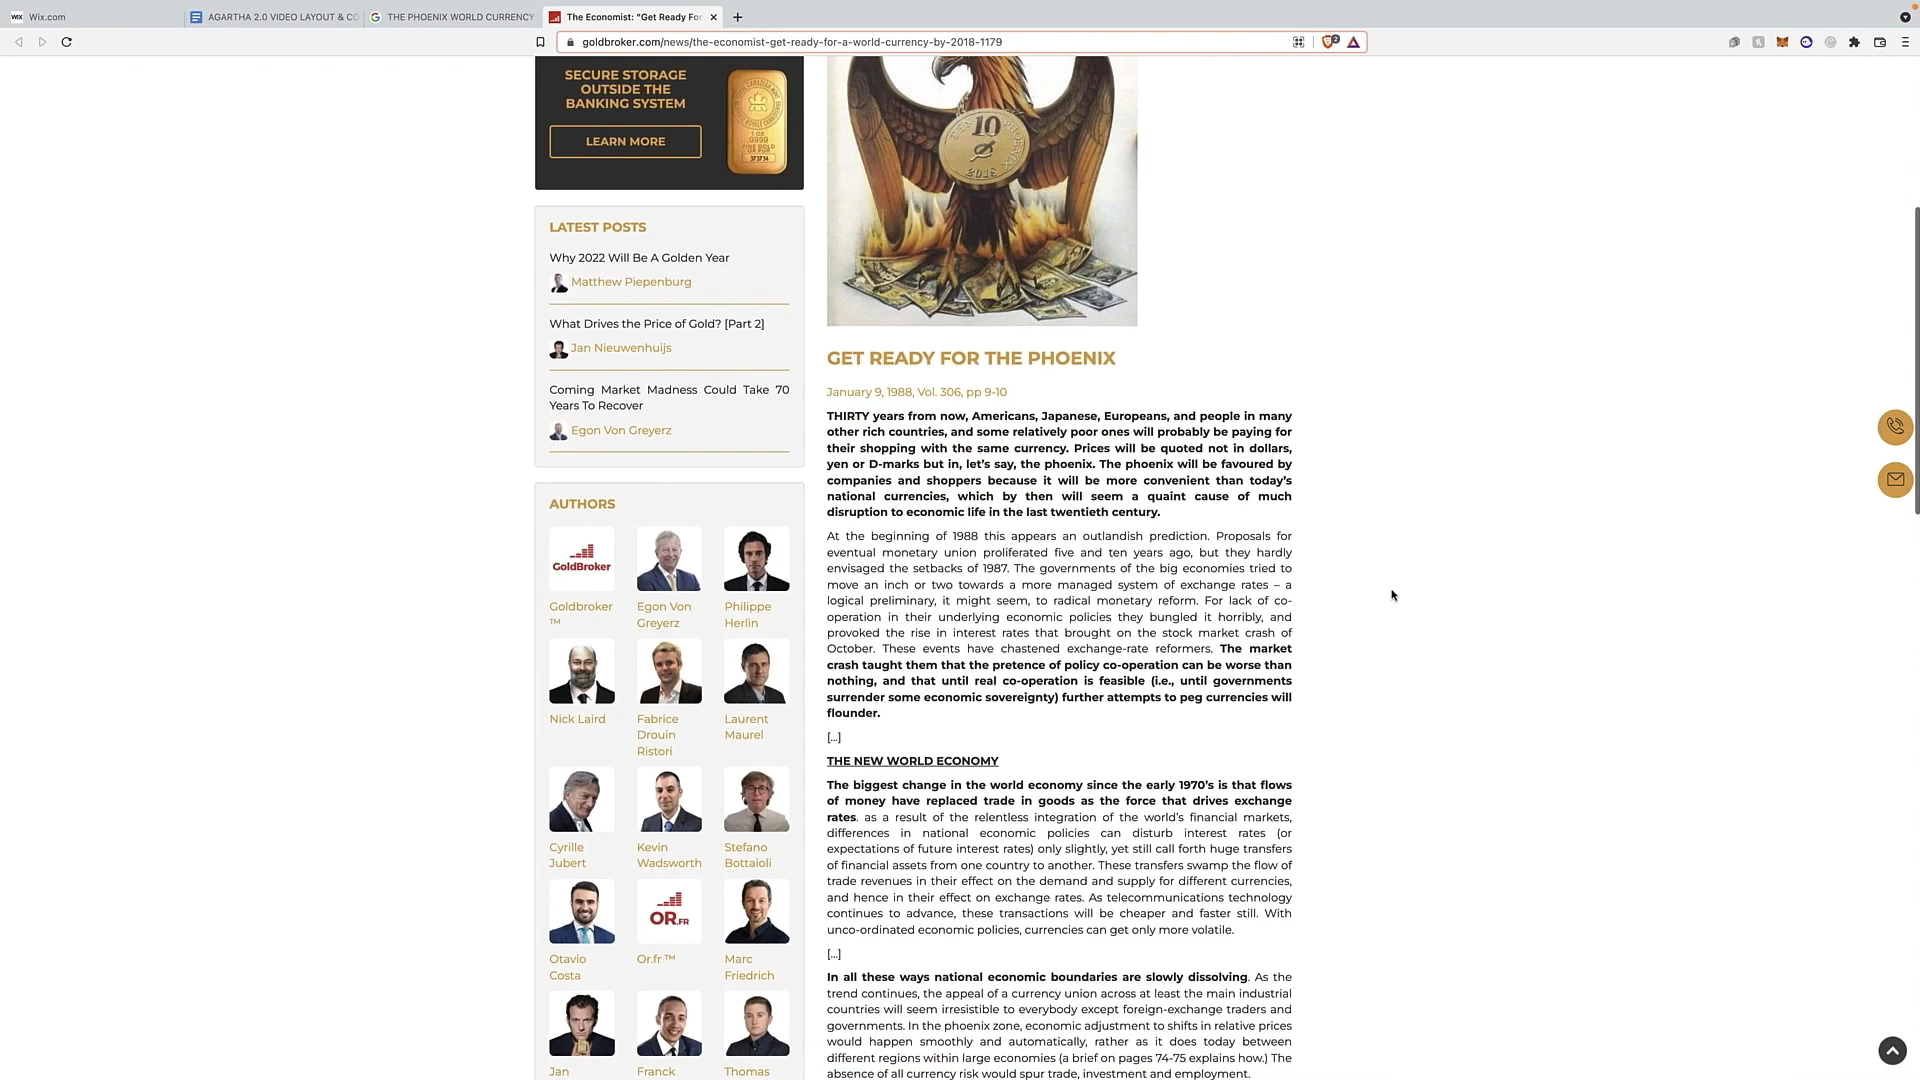 WIX Wix.com
AGARTHA 2.0 VIDEO LAYOUT & CO
THE PHOENIX WORLD CURRENCY
The Economist: "Get Ready For
goldbroker.com/news/the-economist-get-ready-for-a-world-currency-by-2018-1179
2
SECURE STORAGE
OUTSIDE THE
BANKING SYSTEM
LEARN MORE
1 OZ
9999
FINE GOLD
OR PUR
373734
LATEST POSTS
Why 2022 Will Be A Golden Year
Matthew Piepenburg
What Drives the Price of Gold? [Part 2]
Jan Nieuwenhuijs
Coming Market Madness Could Take 70
Years To Recover
Egon Von Greyerz
AUTHORS
GoldBroker
Goldbroker
™
Egon Von
Greyerz
Philippe
Herlin
Nick Laird
Fabrice
Drouin
Ristori
Laurent
Maurel
Cyrille
Jubert
Kevin
Wadsworth
Stefano
Bottaioli
OR.FR
Otavio
Costa
Or.fr ™
Marc
Friedrich
Jan
Franck
Thomas
TEN PHOENIX
10
2018
GET READY FOR THE PHOENIX
January 9, 1988, Vol. 306, pp 9-10
THIRTY years from now, Americans, Japanese, Europeans, and people in many
other rich countries, and some relatively poor ones will probably be paying for
their shopping with the same currency. Prices will be quoted not in dollars,
yen or D-marks but in, let’s say, the phoenix. The phoenix will be favoured by
companies and shoppers because it will be more convenient than today’s
national currencies, which by then will seem a quaint cause of much
disruption to economic life in the last twentieth century.
At the beginning of 1988 this appears an outlandish prediction. Proposals for
eventual monetary union proliferated five and ten years ago, but they hardly
envisaged the setbacks of 1987. The governments of the big economies tried to
move an inch or two towards a more managed system of exchange rates – a
logical preliminary, it might seem, to radical monetary reform. For lack of co-
operation in their underlying economic policies they bungled it horribly, and
provoked the rise in interest rates that brought on the stock market crash of
October. These events have chastened exchange-rate reformers. The market
crash taught them that the pretence of policy co-operation can be worse than
nothing, and that until real co-operation is feasible (i.e., until governments
surrender some economic sovereignty) further attempts to peg currencies will
flounder.
[...]
THE NEW WORLD ECONOMY
The biggest change in the world economy since the early 1970’s is that flows
of money have replaced trade in goods as the force that drives exchange
rates. as a result of the relentless integration of the world’s financial markets,
differences in national economic policies can disturb interest rates (or
expectations of future interest rates) only slightly, yet still call forth huge transfers
of financial assets from one country to another. These transfers swamp the flow of
trade revenues in their effect on the demand and supply for different currencies,
and hence in their effect on exchange rates. As telecommunications technology
continues to advance, these transactions will be cheaper and faster still. With
unco-ordinated economic policies, currencies can get only more volatile.
[...]
In all these ways national economic boundaries are slowly dissolving. As the
trend continues, the appeal of a currency union across at least the main industrial
countries will seem irresistible to everybody except foreign-exchange traders and
governments. In the phoenix zone, economic adjustment to shifts in relative prices
would happen smoothly and automatically, rather as it does today between
different regions within large economies (a brief on pages 74-75 explains how.) The
absence of all currency risk would spur trade, investment and employment.